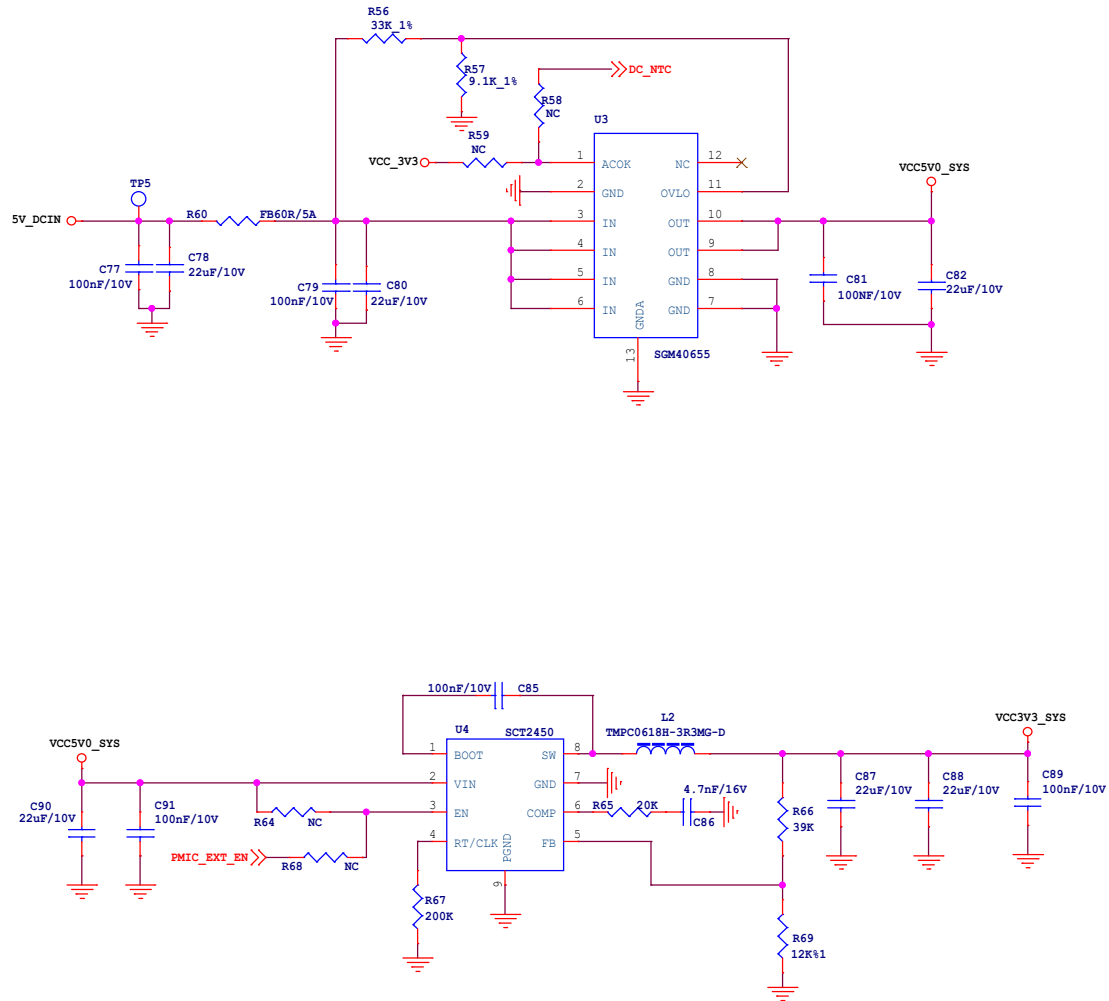 R56
33K_1%
R57
9.1K_1%
DC_NTC
R58
NC
U3
R59
NC
VCC_3V3
1
ACOK
NC
12
2
GND
OVLO
11
VCC5V0_SYS
TP5
5V_DCIN
R60
FB60R/5A
3
IN
OUT
10
4
IN
OUT
9
5
IN
GND
8
6
IN
GND
7
C77
100nF/10V
C78
22uF/10V
C79
100nF/10V
C80
22uF/10V
C81
100NF/10V
C82
22uF/10V
GNDA
13
SGM40655
100nF/10V
C85
U4
SCT2450
L2
TMPC0618H-3R3MG-D
VCC3V3_SYS
VCC5V0_SYS
1
BOOT
SW
8
2
VIN
GND
7
3
EN
COMP
6
4
RT/CLK
FB
5
PGND
9
C90
22uF/10V
C91
100nF/10V
R64
NC
PMIC_EXT_EN
R68
NC
R65
20K
4.7nF/16V
C86
R66
39K
C87
22uF/10V
C88
22uF/10V
C89
100nF/10V
R67
200K
R69
12K%1